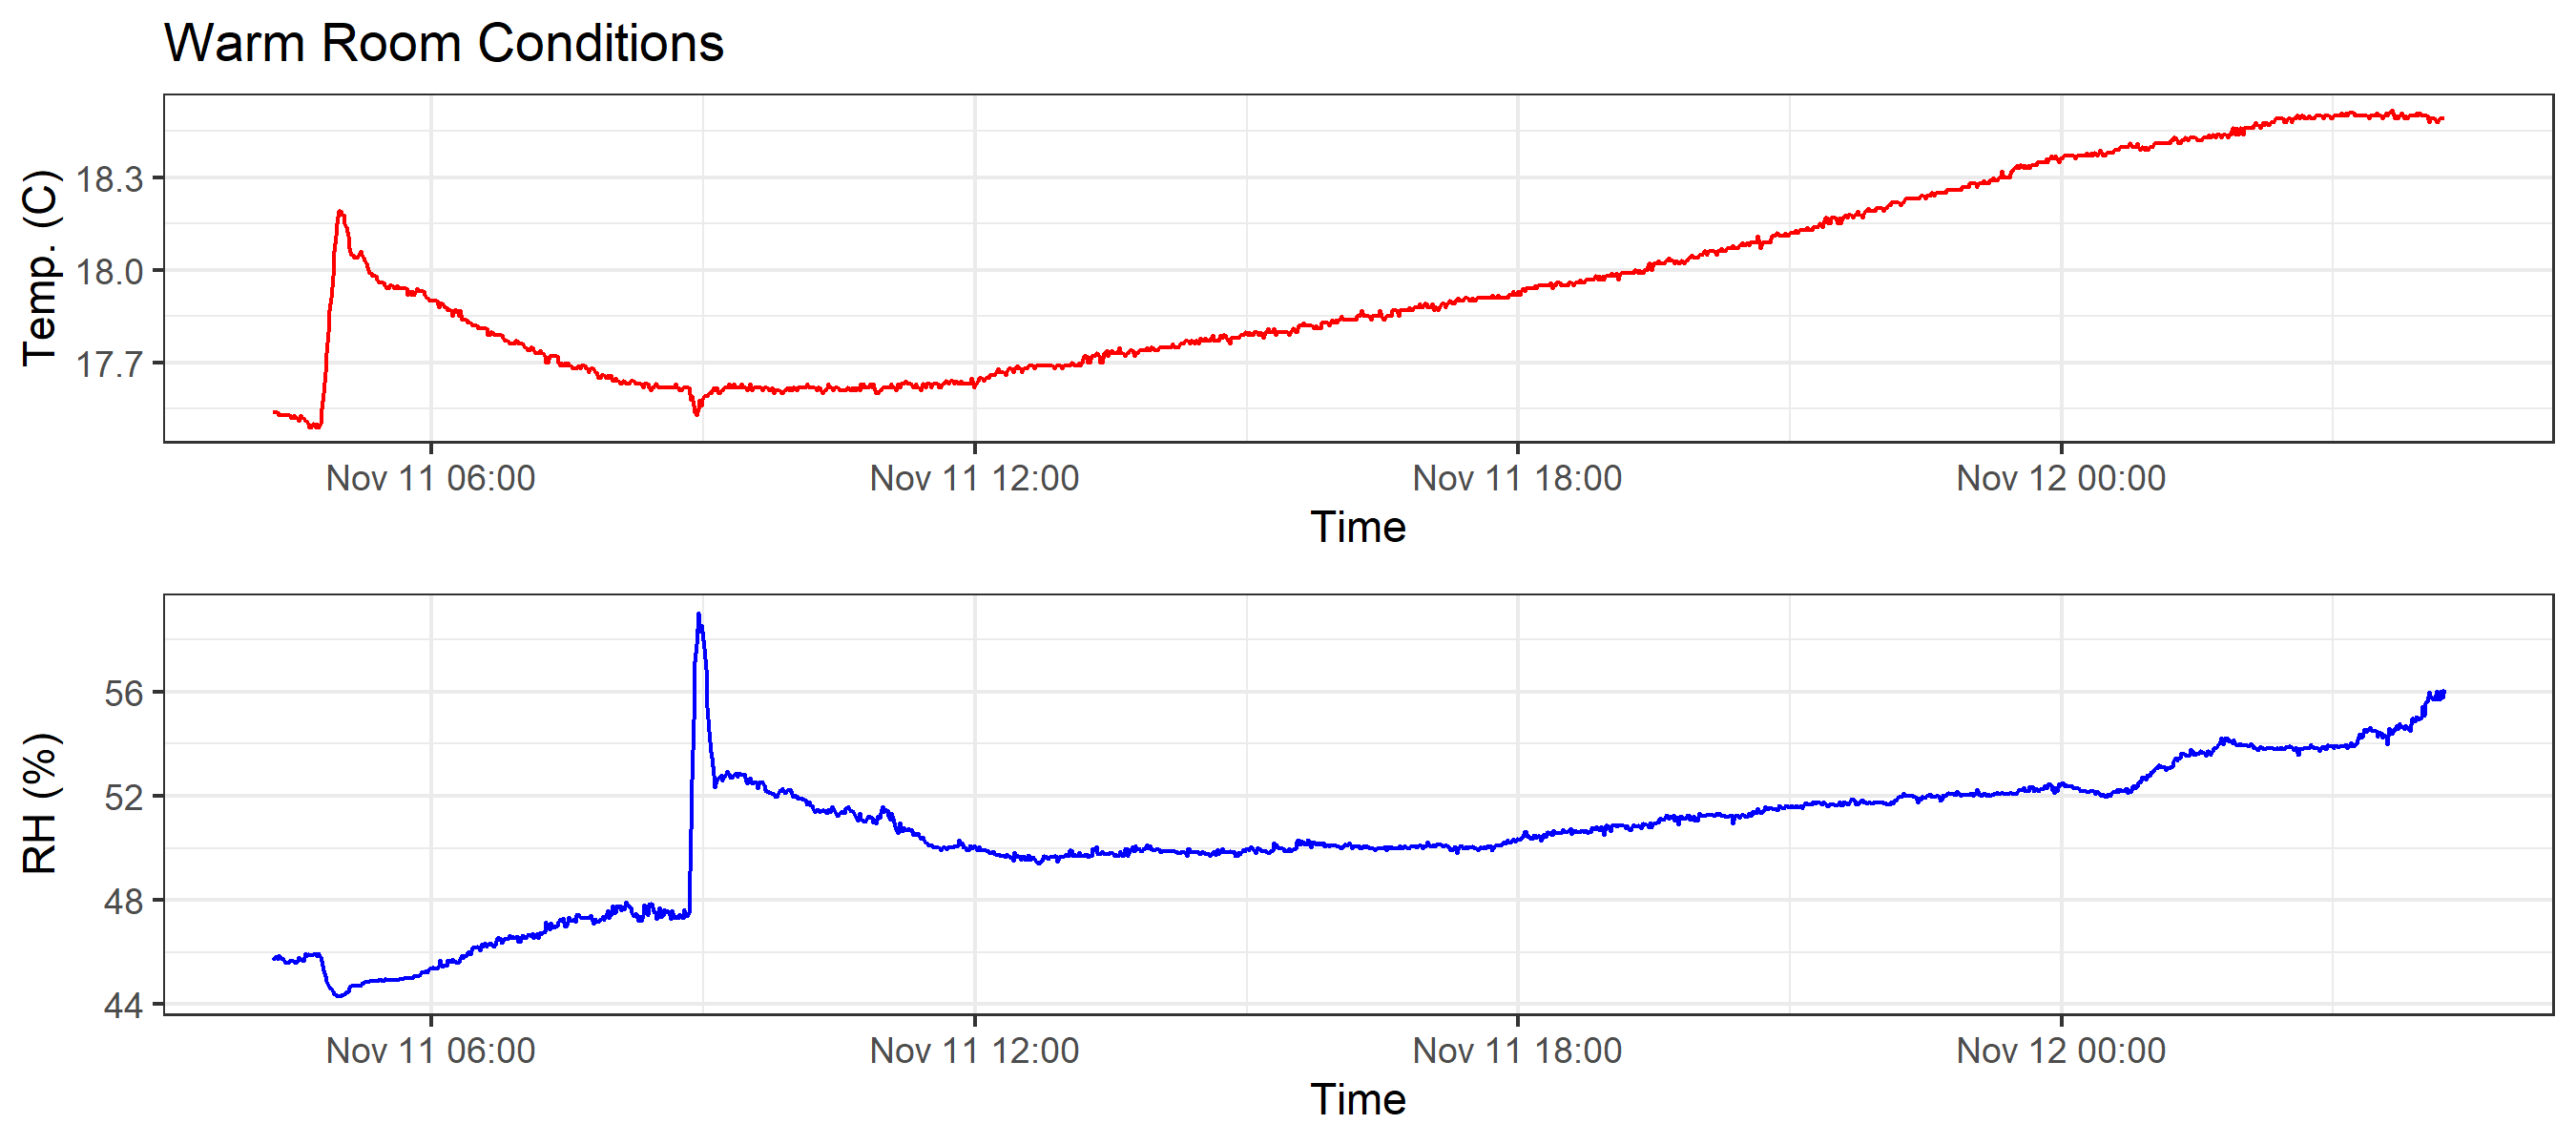 Warm Room Conditions
Temp. (C)
18.3
18.0
17.7
Nov 11 06:00 Nov 11 12:00 Nov 11 18:00 Nov 12 00:00
Time
RH (%)
56
52
48
44
Nov 11 06:00 Nov 11 12:00 Nov 11 18:00 Nov 12 00:00
Time